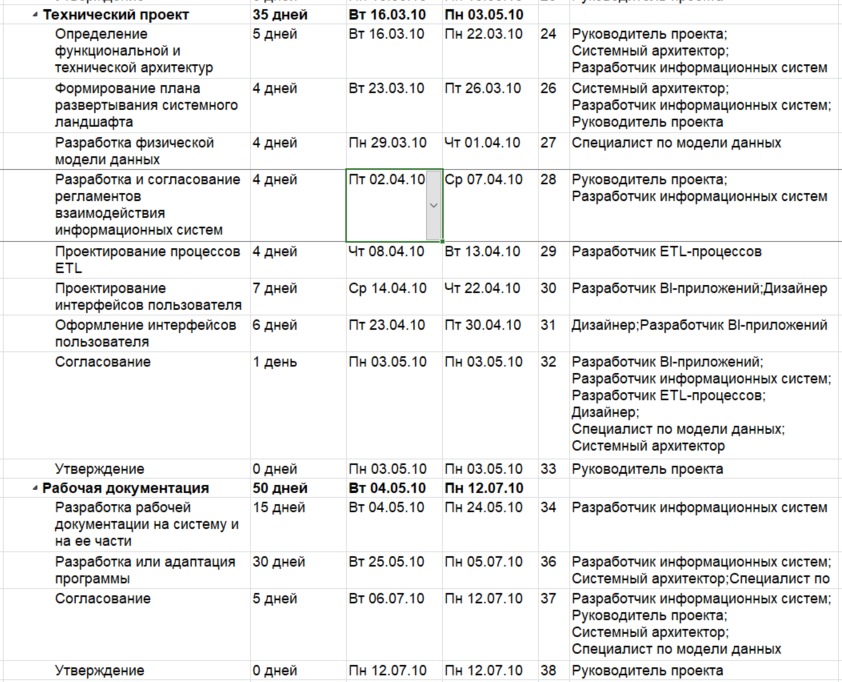 Технический проект 35 дней Вт 16.03.10 Пн 03.05.10
Определение 5 дней Вт 16.03.10 Пн 22.03.10 24 Руководитель проекта;
функциональной и Системный архитектор;
технической архитектур Разработчик информационных систем
Формирование плана 4 дней Вт 23.03.10 Пт 26.03.10 26 Системный архитектор;
развертывания системного Разработчик информационных систем;
ландшафта Руководитель проекта
Разработка физической 4 дней Пн 29.03.10 Чт 01.04.10 27 Специалист по модели данных
модели данных
Разработка и согласование 4 дней Пт 02.04.10 Ср 07.04.10 28 Руководитель проекта;
регламентов Разработчик информационных систем
взаимодействия
информационных систем
Проектирование процессов 4 дней Чт 08.04.10 Вт 13.04.10 29 Разработчик ETL-процессов
ETL
Проектирование 7 дней Ср 14.04.10 Чт 22.04.10 30 Разработчик BI-приложений;Дизайнер
интерфейсов пользователя
Оформление интерфейсов 6 дней Пт 23.04.10 Пт 30.04.10 31 Дизайнер;Разработчик BI-приложений
пользователя
Согласование 1 день Пн 03.05.10 Пн 03.05.10 32 Разработчик BI-приложений;
Разработчик информационных систем;
Разработчик ETL-процессов;
Дизайнер;
Специалист по модели данных;
Системный архитектор
Утверждение 0 дней Пн 03.05.10 Пн 03.05.10 33 Руководитель проекта
Рабочая документация 50 дней Вт 04.05.10 Пн 12.07.10
Разработка рабочей 15 дней Вт 04.05.10 Пн 24.05.10 34 Разработчик информационных систем
документации на систему и
на ее части
Разработка или адаптация 30 дней Вт 25.05.10 Пн 05.07.10 36 Разработчик информационных систем;
программы Системный архитектор;Специалист по
Согласование 5 дней Вт 06.07.10 Пн 12.07.10 37 Разработчик информационных систем;
Руководитель проекта;
Системный архитектор;
Специалист по модели данных
Утверждение 0 дней Пн 12.07.10 Пн 12.07.10 38 Руководитель проекта